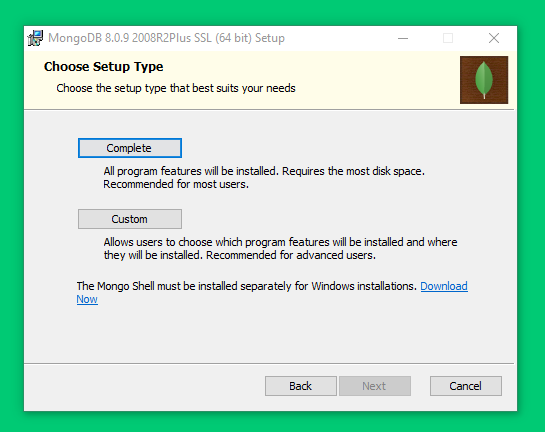 MongoDB 8.0.9 2008R2Plus SSL (64 bit) Setup
Choose Setup Type
Choose the setup type that best suits your needs
Complete
All program features will be installed. Requires the most disk space.
Recommended for most users.
Custom
Allows users to choose which program features will be installed and where
they will be installed. Recommended for advanced users.
The Mongo Shell must be installed separately for Windows installations. Download
Now
Back Next Cancel